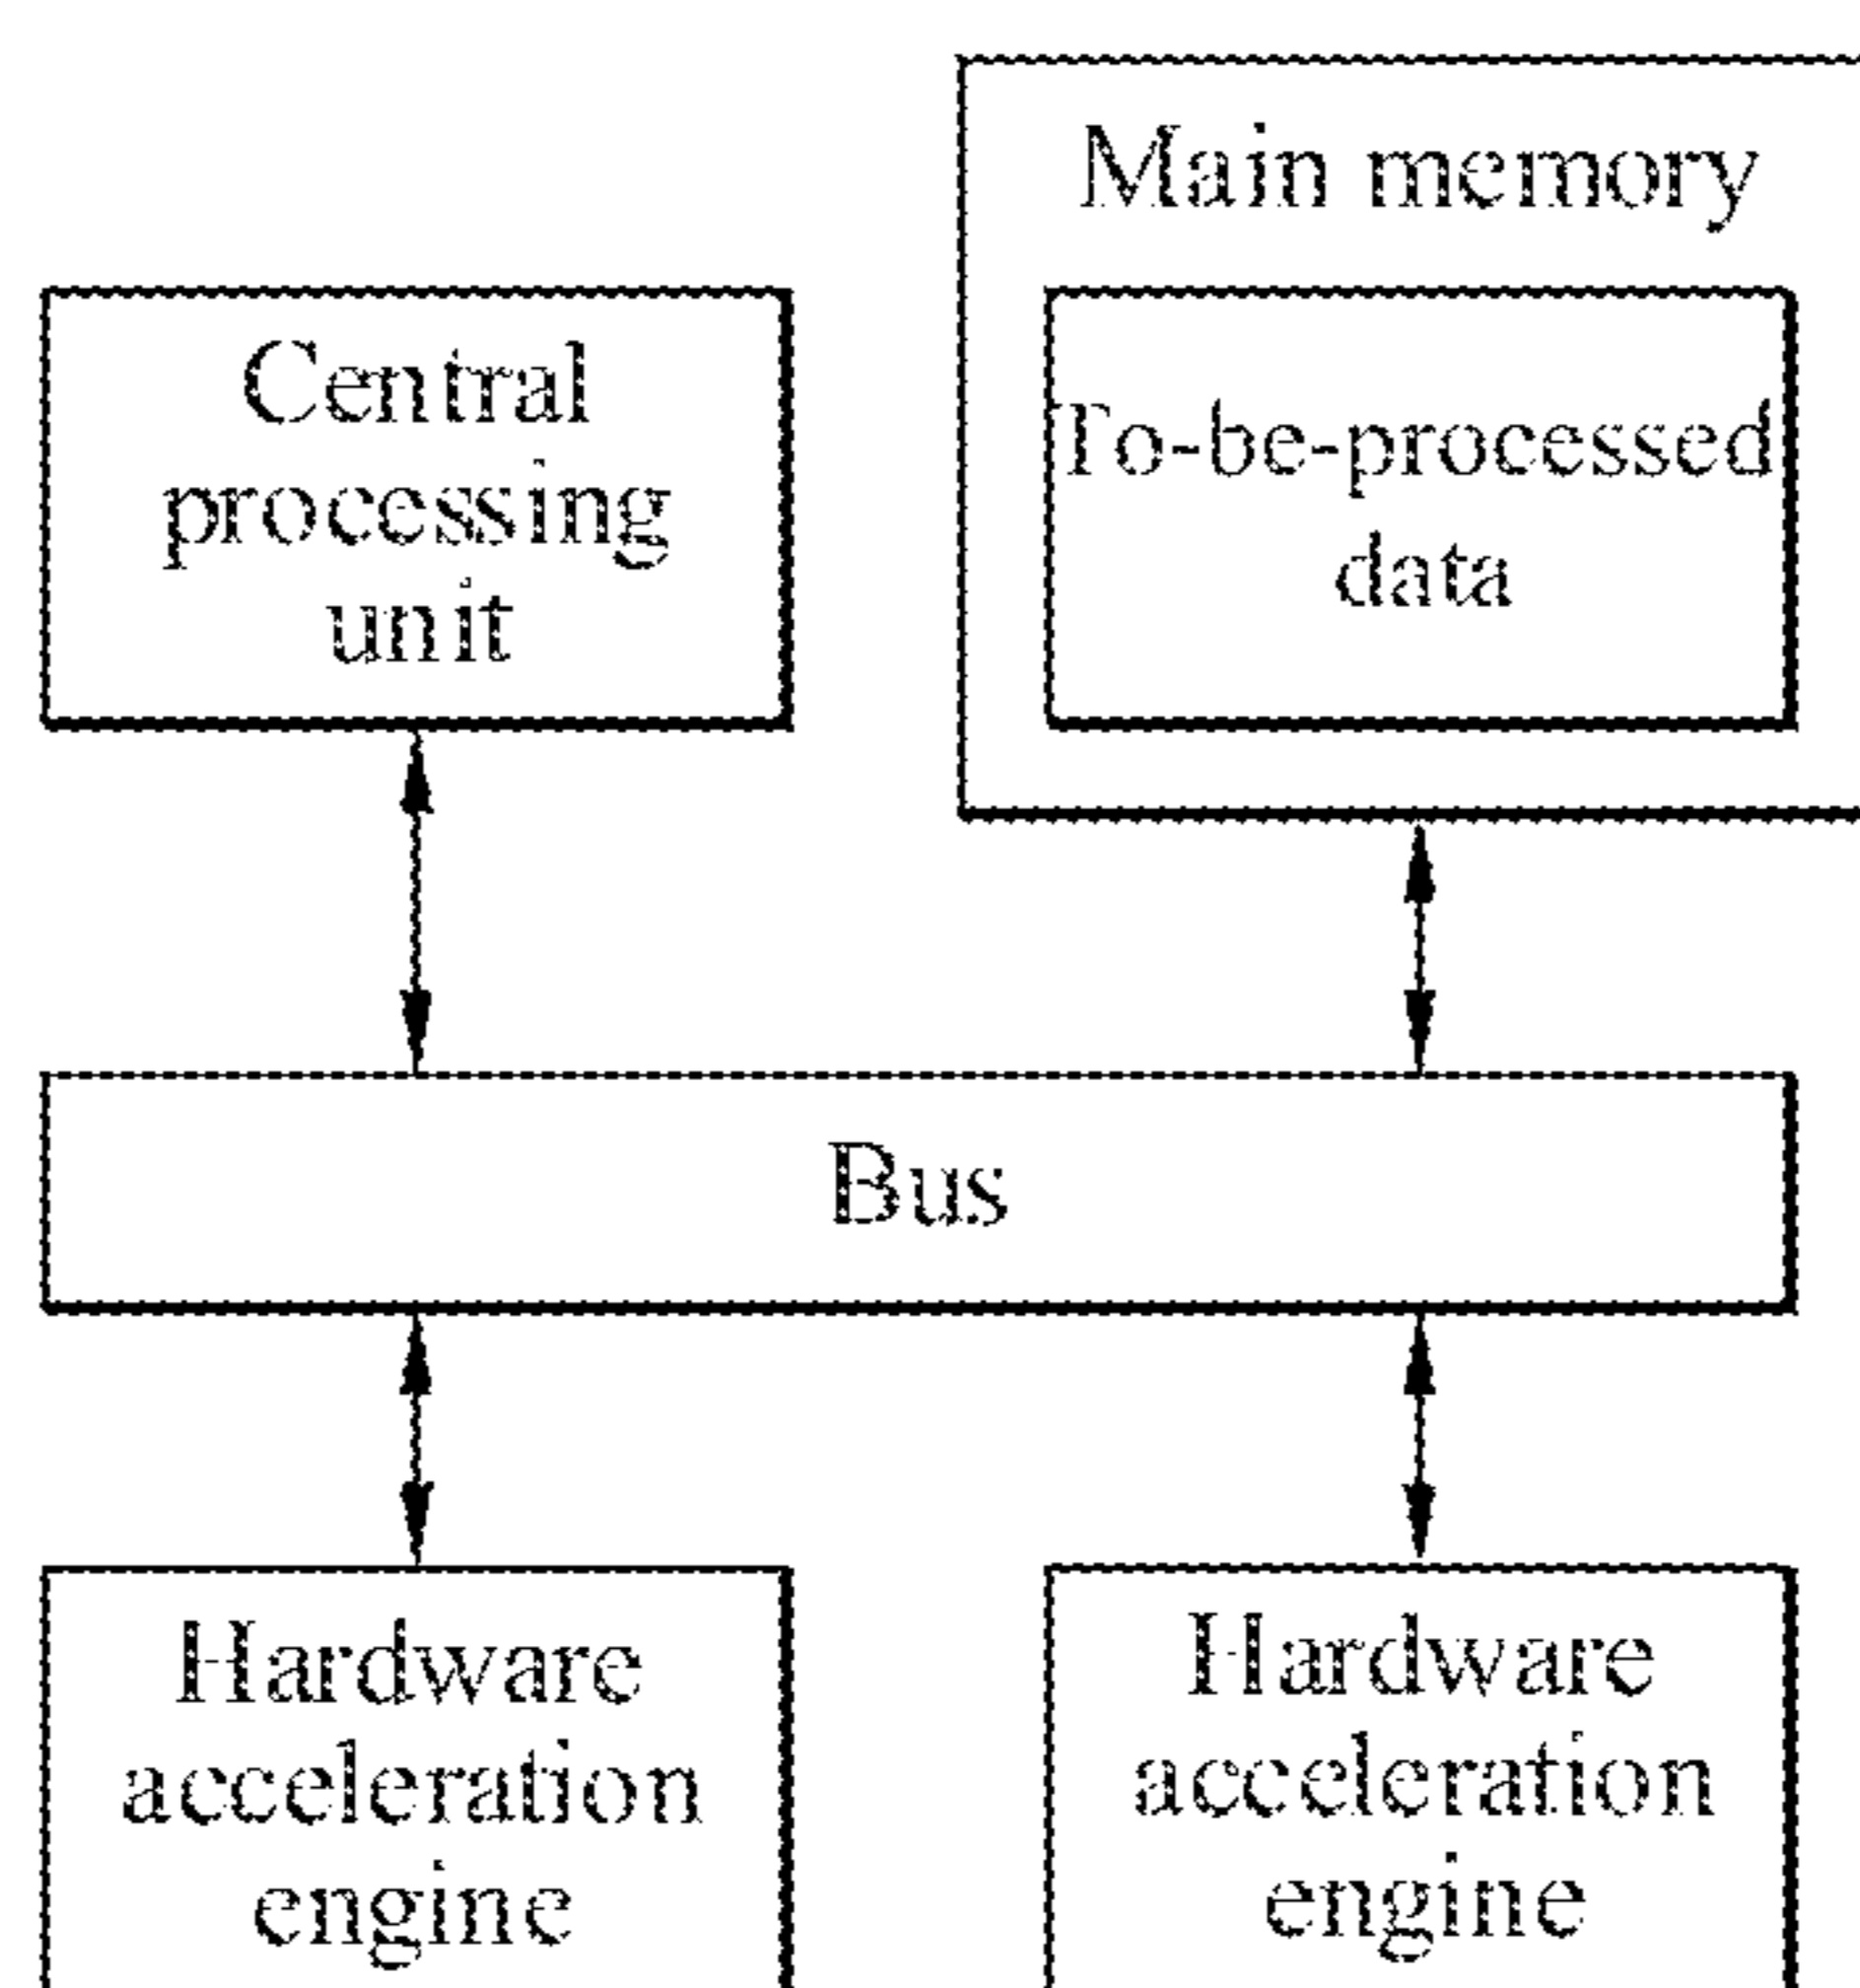 Main memory
Central
processing
unit
To-be-processed
data
Bus
Hardware
acceleration
engine
Hardware
acceleration
engine